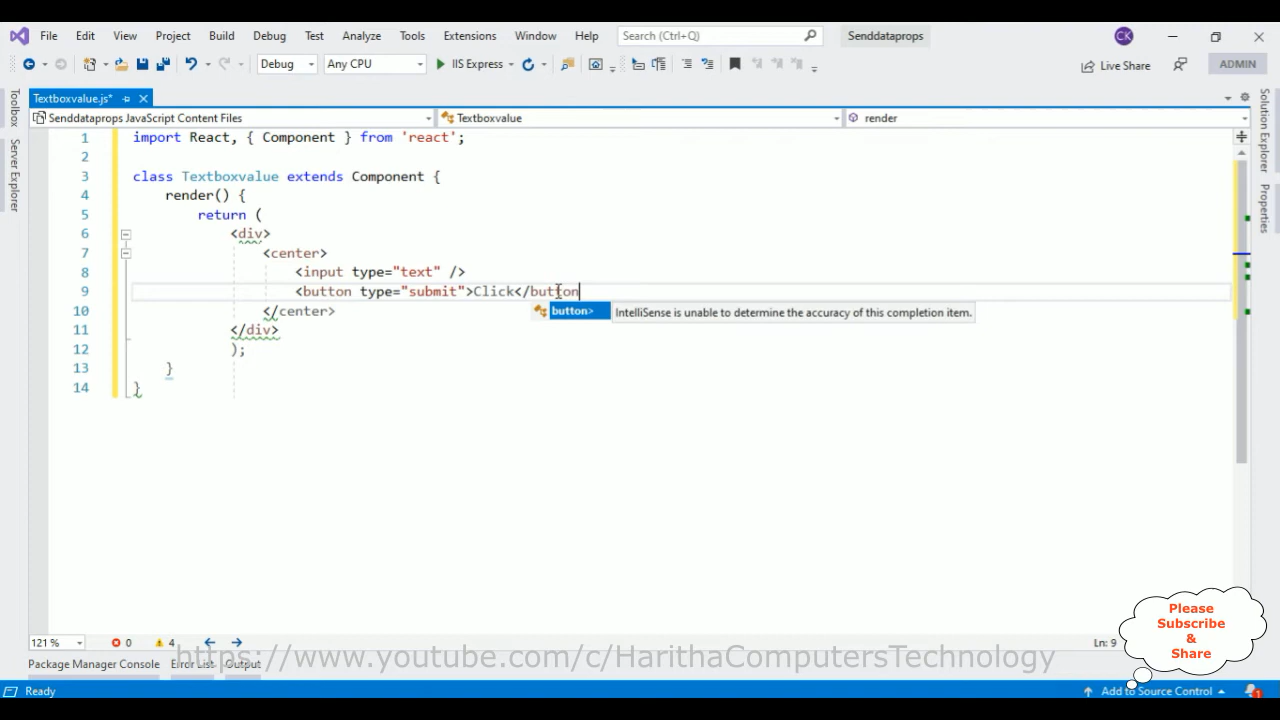 File Edit View Project Build Debug Test Analyze Tools Extensions Window Help Search (Ctrl+Q) Senddataprops CK
Debug Any CPU IIS Express Live Share ADMIN
Textboxvalue.js*
Senddataprops JavaScript Content Files Textboxvalue render
Toolbox
Server Explorer
Solution Explorer
Properties
1 import React, { Component } from 'react';
2
3 class Textboxvalue extends Component {
4 render() {
5 return (
6 <div>
7 <center>
8 <input type="text" />
9 <button type="submit">Click</button
button> IntelliSense is unable to determine the accuracy of this completion item.
10 </center>
11 </div>
12 );
13 }
14 }
Please
Subscribe
&
Share
121 % 0 4 Ln: 9
https://www.youtube.com/c/HarithaComputersTechnology
Package Manager Console Error List Output
Ready Add to Source Control 1